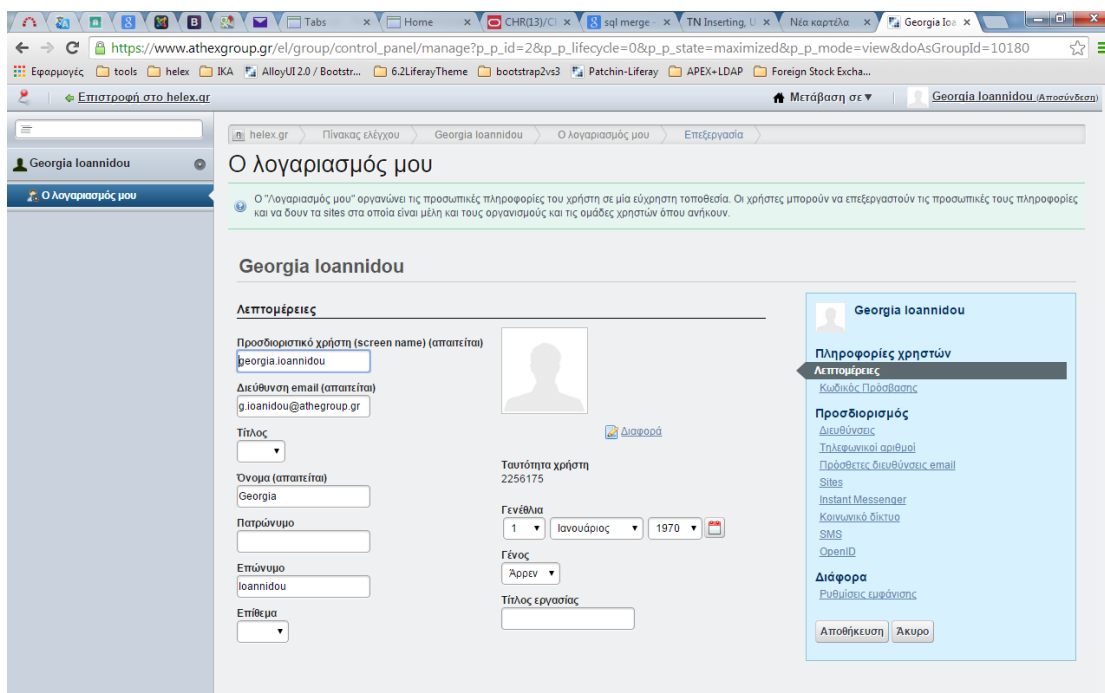 Tabs
Home
CHR(13)/C
sql merge -
TN Inserting, U
Νέα καρτέλα
Georgia Ioa
https://www.athexgroup.gr/el/group/control_panel/manage?p_p_id=2&p_p_lifecycle=0&p_p_state=maximized&p_p_mode=view&doAsGroupId=10180
Εφαρμογές tools helex IKA AlloyUI 2.0 / Bootstr... 6.2LiferayTheme bootstrap2vs3 Patchin-Liferay APEX+LDAP Foreign Stock Excha...
Επιστροφή στο helex.gr
Μετάβαση σε
Georgia Ioannidou (Αποσύνδεση)
Georgia Ioannidou
Ο λογαριασμός μου
helex.gr Πίνακας ελέγχου Georgia Ioannidou Ο λογαριασμός μου Επεξεργασία
Ο λογαριασμός μου
Ο "Λογαριασμός μου" οργανώνει τις προσωπικές πληροφορίες του χρήστη σε μία εύχρηστη τοποθεσία. Οι χρήστες μπορούν να επεξεργαστούν τις προσωπικές τους πληροφορίες
και να δουν τα sites στα οποία είναι μέλη και τους οργανισμούς και τις ομάδες χρηστών όπου ανήκουν.
Georgia Ioannidou
Λεπτομέρειες
Προσδιοριστικό χρήστη (screen name) (απαιτείται)
georgia.ioannidou
Διεύθυνση email (απαιτείται)
g.ioanidou@athegroup.gr
Τίτλος
Όνομα (απαιτείται)
Georgia
Πατρώνυμο
Επώνυμο
Ioannidou
Επίθεμα
Διαφορά
Ταυτότητα χρήστη
2256175
Γενέθλια
1 Ιανουάριος 1970
Γένος
Άρρεν
Τίτλος εργασίας
Georgia Ioannidou
Πληροφορίες χρηστών
Λεπτομέρειες
Κωδικός Πρόσβασης
Προσδιορισμός
Διευθύνσεις
Τηλεφωνικοί αριθμοί
Πρόσθετες διευθύνσεις email
Sites
Instant Messenger
Κοινωνικό δίκτυο
SMS
OpenID
Διάφορα
Ρυθμίσεις εμφάνισης
Αποθήκευση Άκυρο